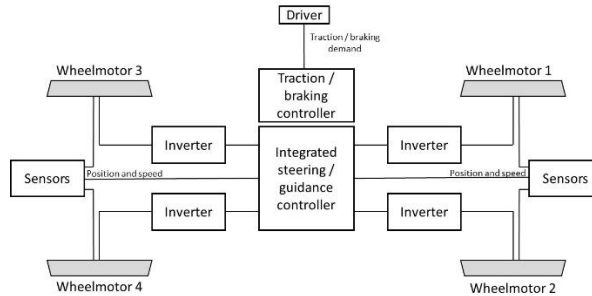 Driver
Traction / braking
demand
Wheelmotor 3
Wheelmotor 1
Traction /
braking
controller
Inverter
Inverter
Integrated
steering /
guidance
controller
Sensors
Position and speed
Position and speed
Sensors
Inverter
Inverter
Wheelmotor 4
Wheelmotor 2